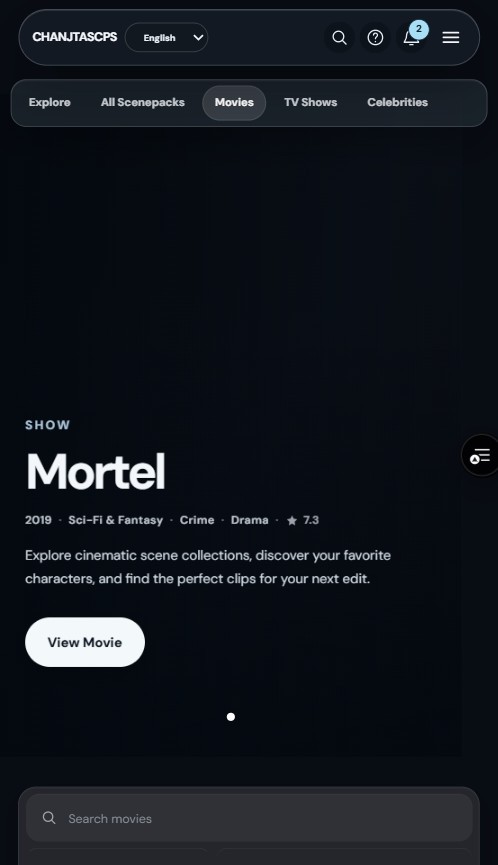 CHANJTASCPS English 2
Explore All Scenepacks Movies TV Shows Celebrities
SHOW
Mortel
2019 · Sci-Fi & Fantasy · Crime · Drama · ★ 7.3
Explore cinematic scene collections, discover your favorite
characters, and find the perfect clips for your next edit.
View Movie
Search movies